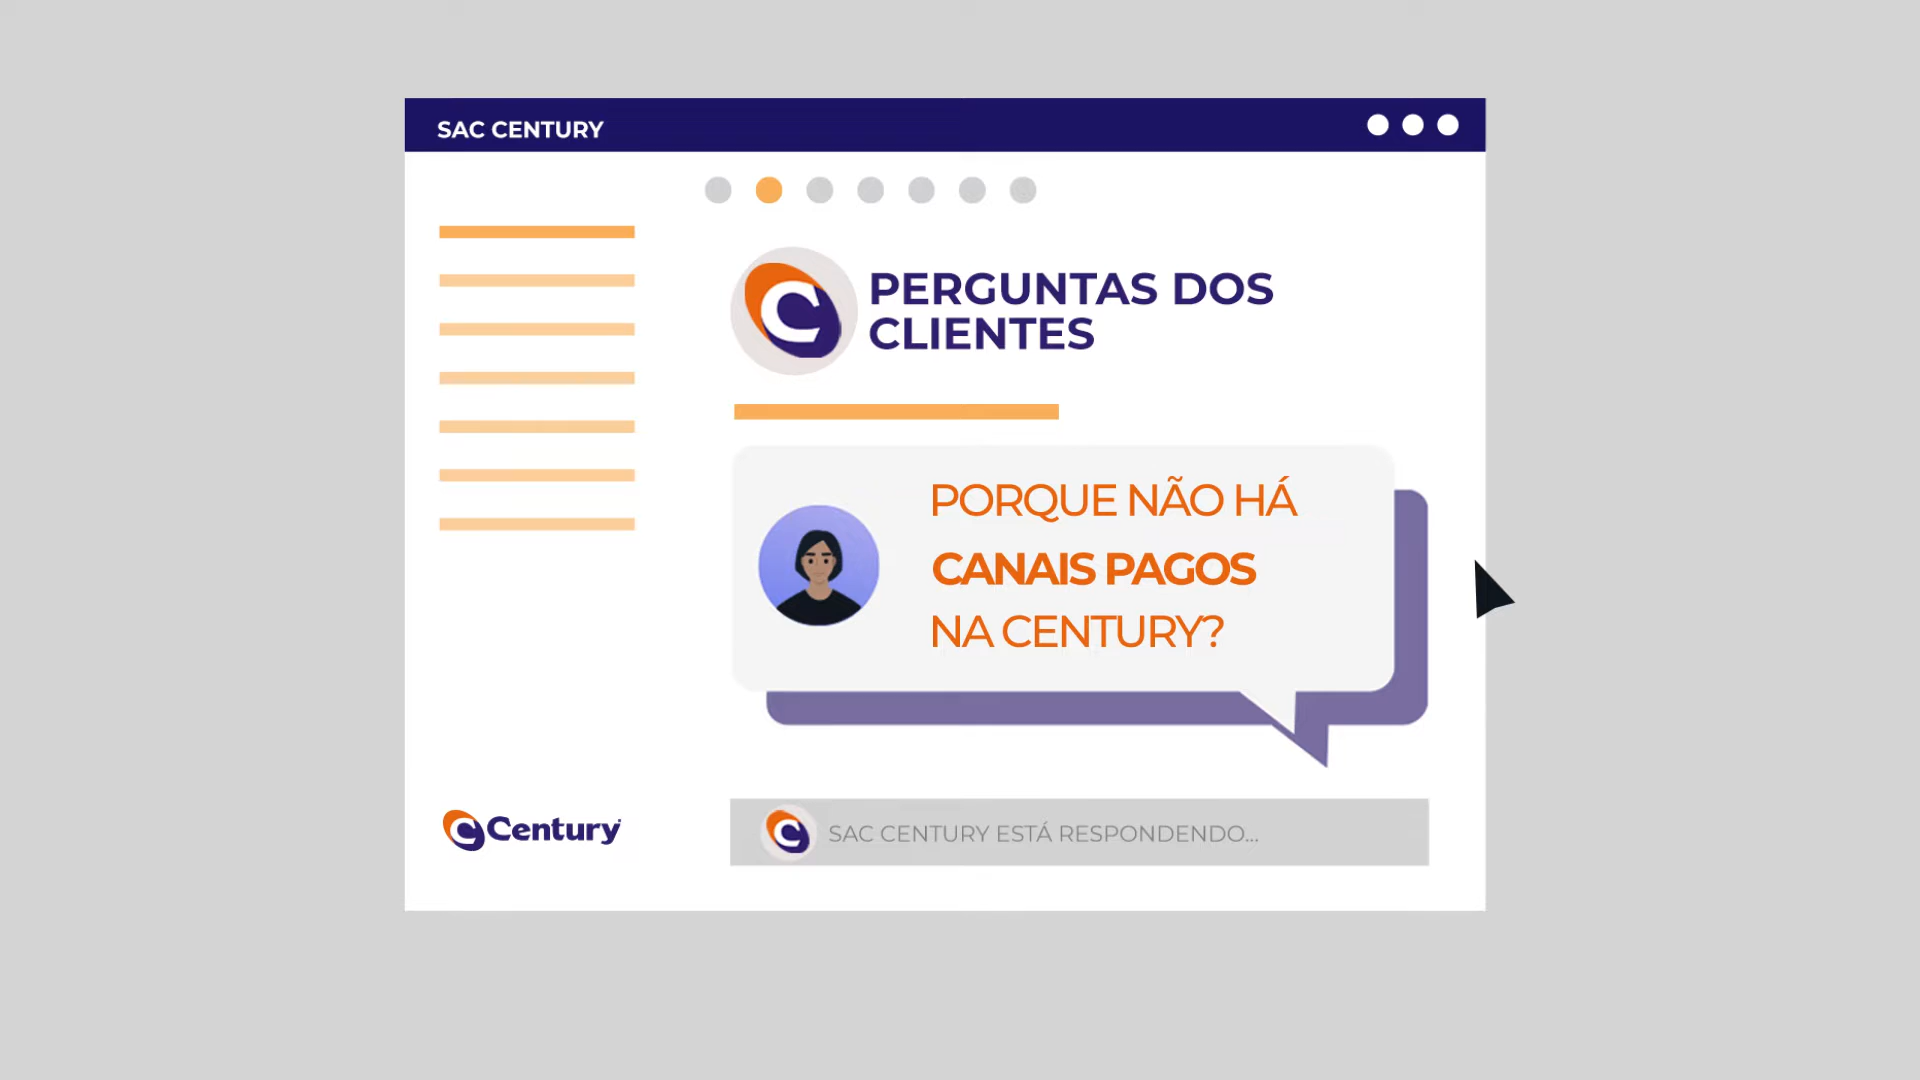 SAC CENTURY
PERGUNTAS DOS
CLIENTES
PORQUE NÃO HÁ
CANAIS PAGOS
NA CENTURY?
Century
SAC CENTURY ESTÁ RESPONDENDO...